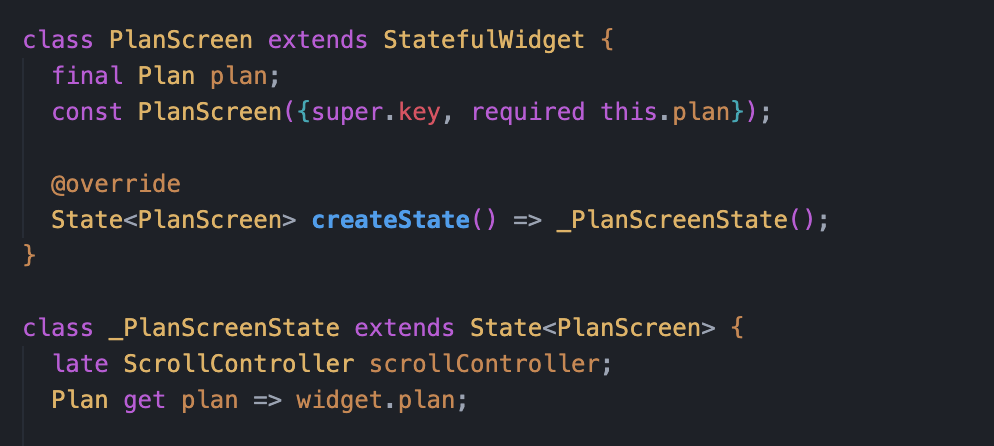 class PlanScreen extends StatefulWidget {
  final Plan plan;
  const PlanScreen({super.key, required this.plan});

  @override
  State<PlanScreen> createState() => _PlanScreenState();
}

class _PlanScreenState extends State<PlanScreen> {
  late ScrollController scrollController;
  Plan get plan => widget.plan;